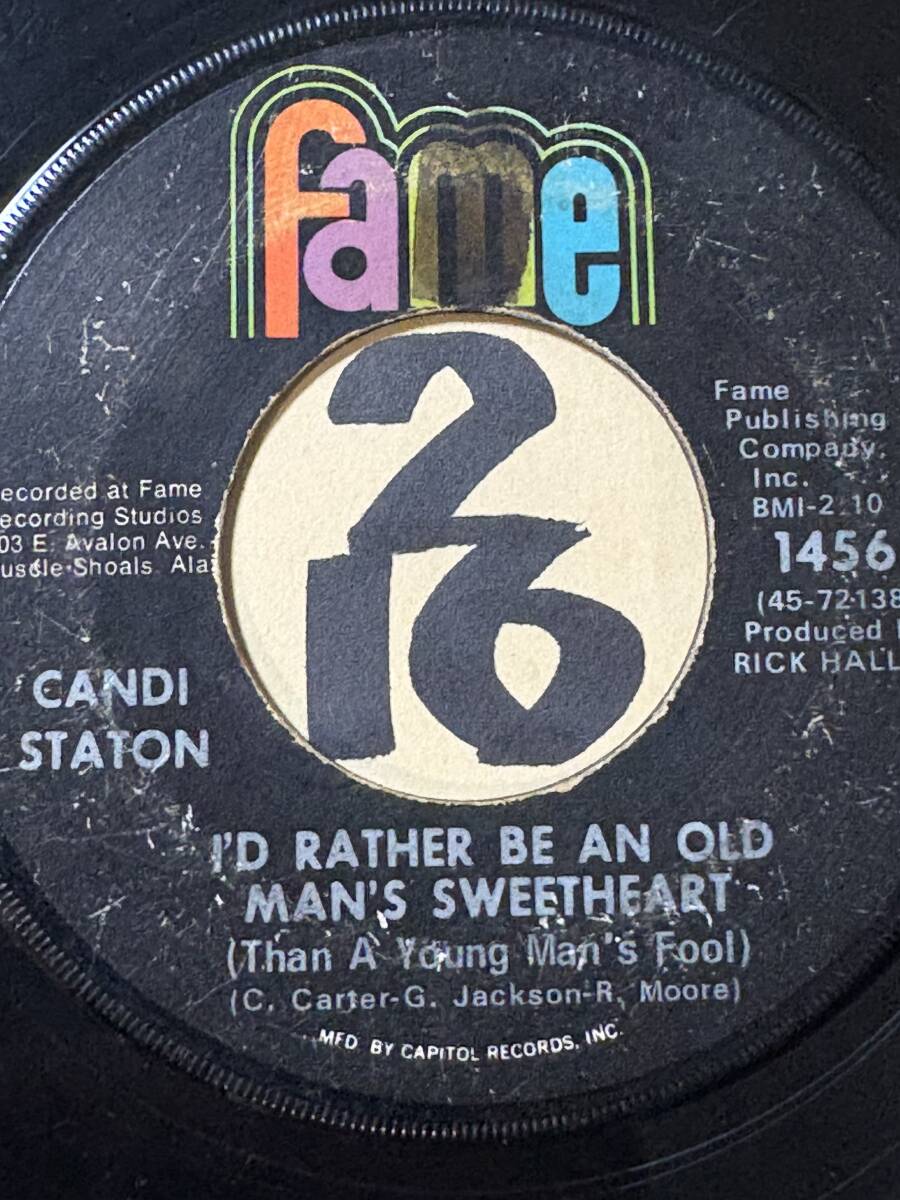 fame
2
16
Fame
Publishing
Company,
Inc.
BMI-2:10
1456
(45-72138
Produced
RICK HALL
ecorded at Fame
ecording Studios
03 E. Avalon Ave.
uscle Shoals Ala
CANDI
STATON
I'D RATHER BE AN OLD
MAN'S SWEETHEART
(Than A Young Man's Fool)
(C. Carter-G. Jackson-R. Moore)
MFD. BY CAPITOL RECORDS, INC.